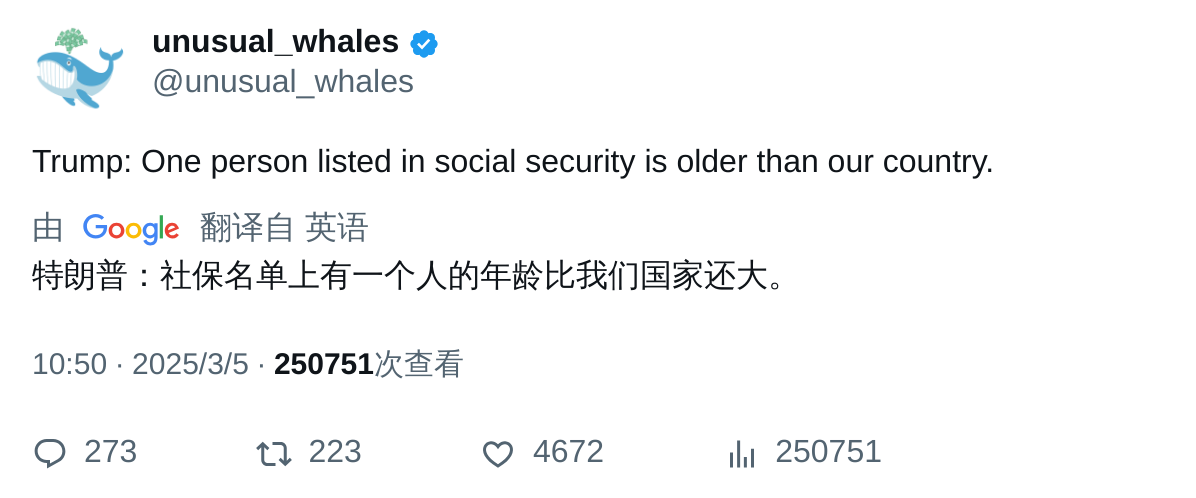 unusual_whales
@unusual_whales
Trump: One person listed in social security is older than our country.
由 Google 翻译自 英语
特朗普：社保名单上有一个人的年龄比我们国家还大。
10:50 · 2025/3/5 · 250751次查看
273 223 4672 250751